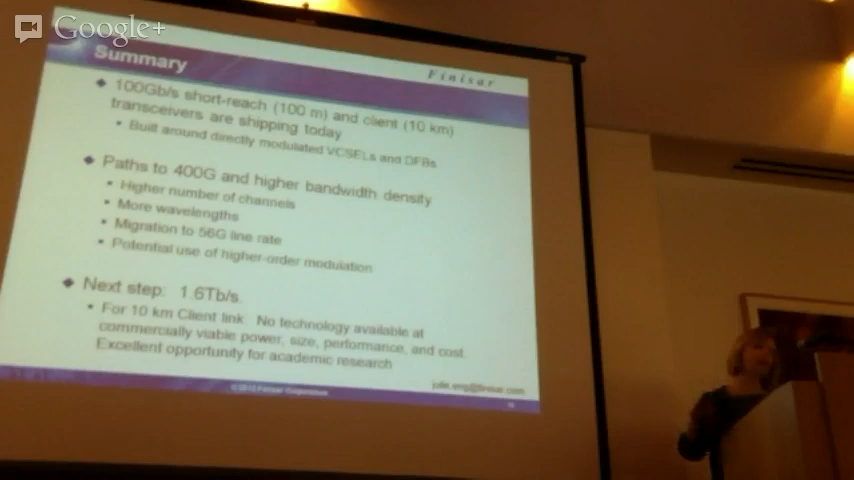 Google+
Summary
Finisar
100Gb/s short-reach (100 m) and client (10 km)
transceivers are shipping today
Built around directly modulated VCSELs and DFBs
Paths to 400G and higher bandwidth density
Higher number of channels
More wavelengths
Migration to 56G line rate
Potential use of higher-order modulation
Next step: 1.6Tb/s.
For 10 km Client link: No technology available at
commercially viable power, size, performance, and cost.
Excellent opportunity for academic research
Finisar Corporation
julie.eng@finisar.com